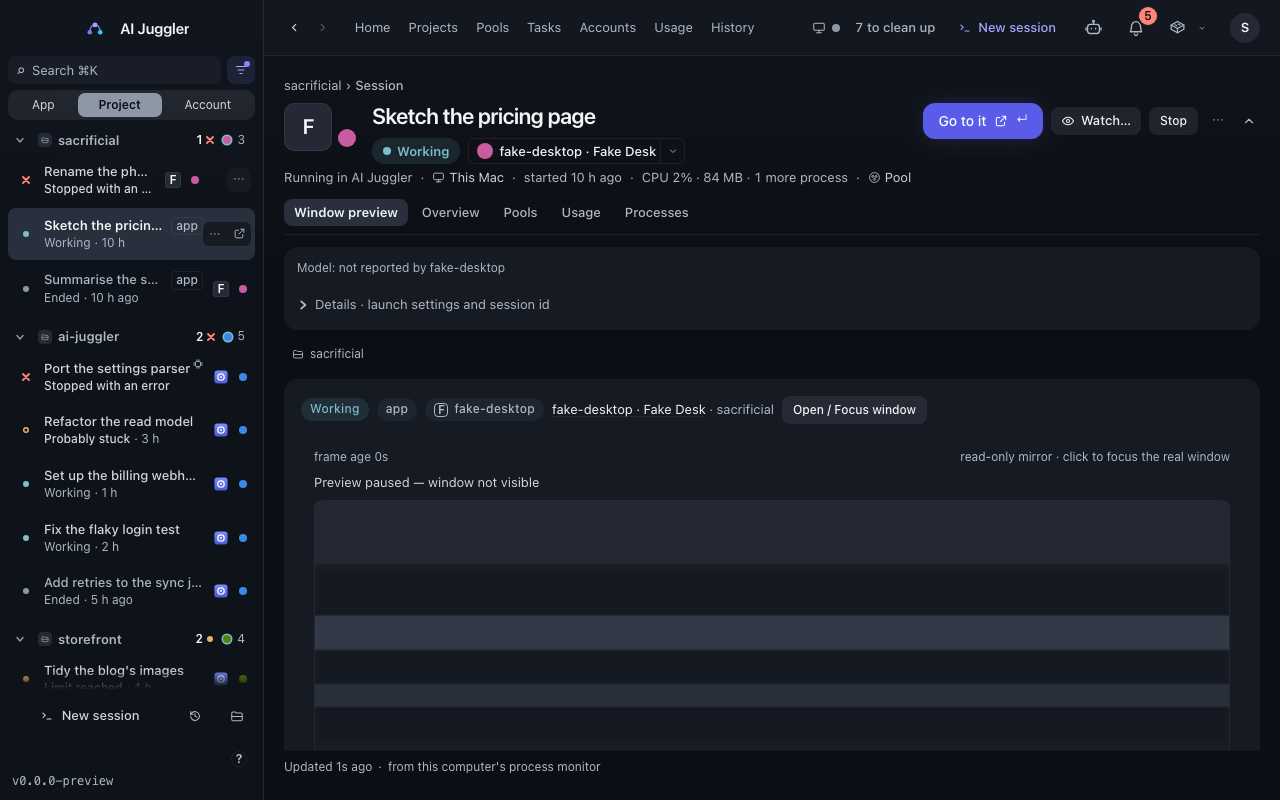 AI Juggler
Search ⌘K
App Project Account
sacrificial 1 3
Rename the ph...
Stopped with an ... F
Sketch the pricin... app
Working · 10 h
Summarise the s... app
Ended · 10 h ago F
ai-juggler 2 5
Port the settings parser
Stopped with an error
Refactor the read model
Probably stuck · 3 h
Set up the billing webh...
Working · 1 h
Fix the flaky login test
Working · 2 h
Add retries to the sync j...
Ended · 5 h ago
storefront 2 4
Tidy the blog's images
Limit reached · 4 h
New session
?
v0.0.0-preview
Home Projects Pools Tasks Accounts Usage History 7 to clean up New session 5 S
sacrificial › Session
F Sketch the pricing page
Working fake-desktop · Fake Desk
Go to it Watch... Stop
Running in AI Juggler · This Mac · started 10 h ago · CPU 2% · 84 MB · 1 more process · Pool
Window preview Overview Pools Usage Processes
Model: not reported by fake-desktop
Details · launch settings and session id
sacrificial
Working app F fake-desktop fake-desktop · Fake Desk · sacrificial Open / Focus window
frame age 0s read-only mirror · click to focus the real window
Preview paused — window not visible
Updated 1s ago · from this computer's process monitor